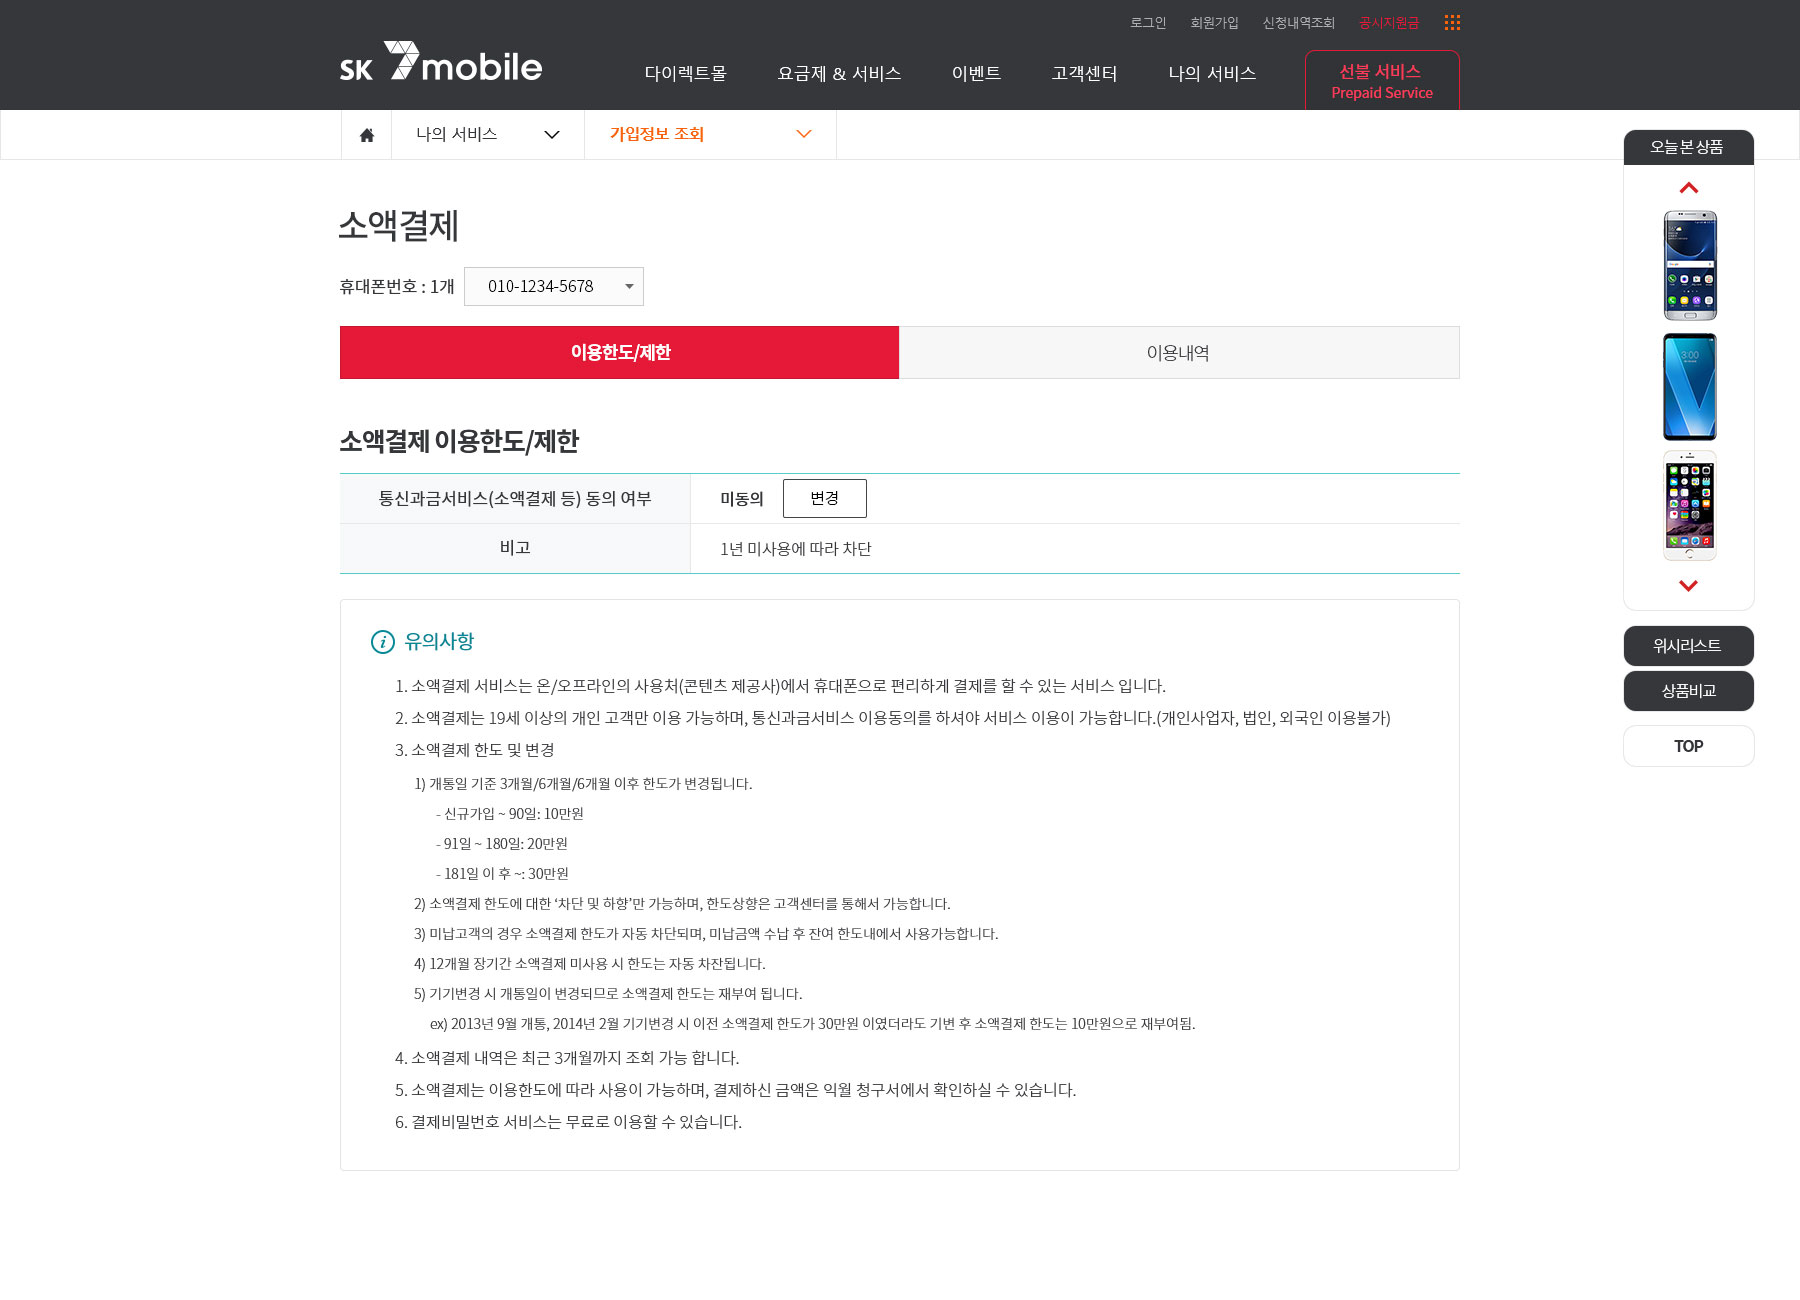 로그인 회원가입 신청내역조회 공시지원금
SK 7mobile
다이렉트몰 요금제 & 서비스 이벤트 고객센터 나의 서비스
선불 서비스
Prepaid Service
나의 서비스 가입정보 조회
소액결제
휴대폰번호 : 1개 010-1234-5678
이용한도/제한 이용내역
소액결제 이용한도/제한
통신과금서비스(소액결제 등) 동의 여부 미동의 변경
비고 1년 미사용에 따라 차단
유의사항
1. 소액결제 서비스는 온/오프라인의 사용처(콘텐츠 제공사)에서 휴대폰으로 편리하게 결제를 할 수 있는 서비스 입니다.
2. 소액결제는 19세 이상의 개인 고객만 이용 가능하며, 통신과금서비스 이용동의를 하셔야 서비스 이용이 가능합니다.(개인사업자, 법인, 외국인 이용불가)
3. 소액결제 한도 및 변경
1) 개통일 기준 3개월/6개월/6개월 이후 한도가 변경됩니다.
- 신규가입 ~ 90일: 10만원
- 91일 ~ 180일: 20만원
- 181일 이 후 ~: 30만원
2) 소액결제 한도에 대한 ‘차단 및 하향’만 가능하며, 한도상향은 고객센터를 통해서 가능합니다.
3) 미납고객의 경우 소액결제 한도가 자동 차단되며, 미납금액 수납 후 잔여 한도내에서 사용가능합니다.
4) 12개월 장기간 소액결제 미사용 시 한도는 자동 차잔됩니다.
5) 기기변경 시 개통일이 변경되므로 소액결제 한도는 재부여 됩니다.
ex) 2013년 9월 개통, 2014년 2월 기기변경 시 이전 소액결제 한도가 30만원 이였더라도 기변 후 소액결제 한도는 10만원으로 재부여됨.
4. 소액결제 내역은 최근 3개월까지 조회 가능 합니다.
5. 소액결제는 이용한도에 따라 사용이 가능하며, 결제하신 금액은 익월 청구서에서 확인하실 수 있습니다.
6. 결제비밀번호 서비스는 무료로 이용할 수 있습니다.
오늘 본 상품
3:00
위시리스트
상품비교
TOP